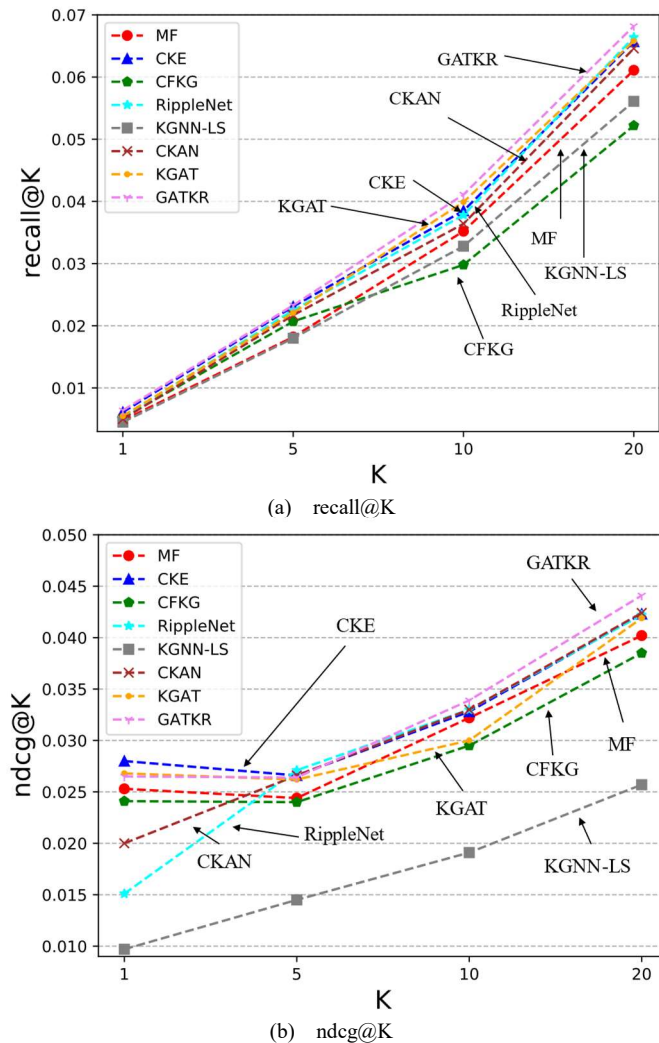 0.07
0.06
0.05
0.04
0.03
0.02
0.01
recall@K
MF
CKE
CFKG
RippleNet
KGNN-LS
CKAN
KGAT
GATKR
GATKR
CKAN
CKE
KGAT
MF
KGNN-LS
RippleNet
CFKG
1 5 10 20
K
(a) recall@K
0.050
0.045
0.040
0.035
0.030
0.025
0.020
0.015
0.010
ndcg@K
MF
CKE
CFKG
RippleNet
KGNN-LS
CKAN
KGAT
GATKR
GATKR
CKE
MF
CFKG
KGAT
RippleNet
CKAN
KGNN-LS
1 5 10 20
K
(b) ndcg@K